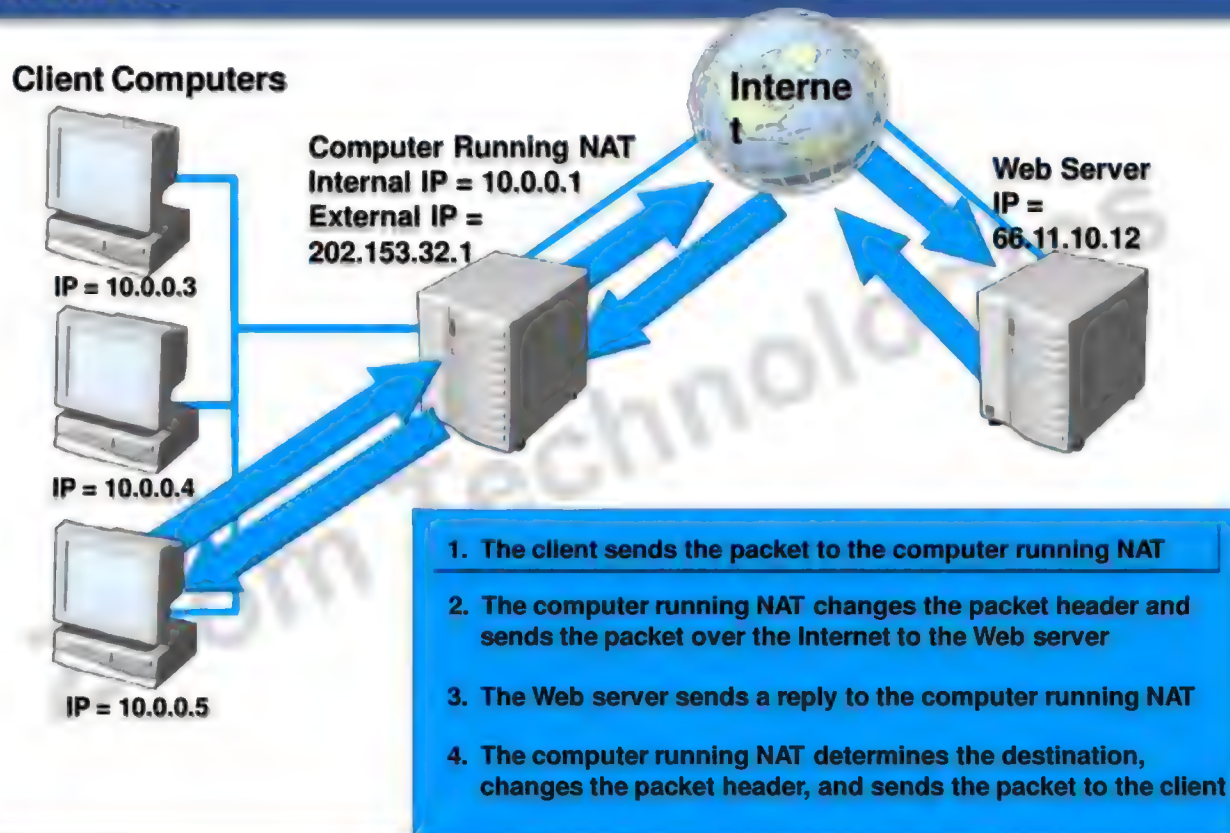 Client Computers
IP = 10.0.0.3
IP = 10.0.0.4
IP = 10.0.0.5
Computer Running NAT
Internal IP = 10.0.0.1
External IP =
202.153.32.1
Interne
t
Web Server
IP =
66.11.10.12
1. The client sends the packet to the computer running NAT
2. The computer running NAT changes the packet header and
sends the packet over the Internet to the Web server
3. The Web server sends a reply to the computer running NAT
4. The computer running NAT determines the destination,
changes the packet header, and sends the packet to the client